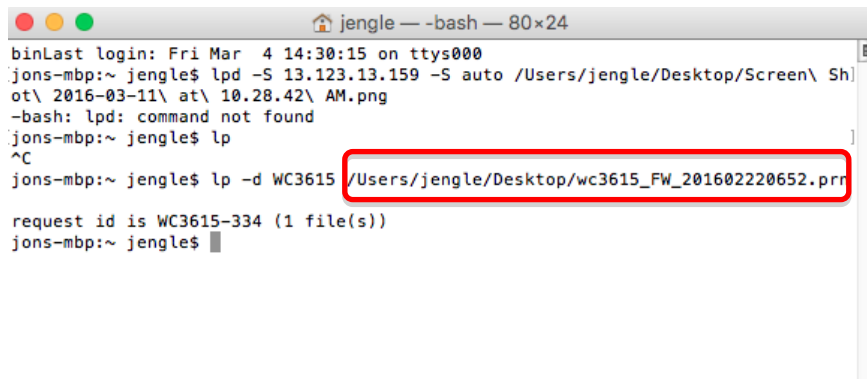 jengle — -bash — 80×24
binLast login: Fri Mar  4 14:30:15 on ttys000
[jons-mbp:~ jengle$ lpd -S 13.123.13.159 -S auto /Users/jengle/Desktop/Screen\ Sh]
ot\ 2016-03-11\ at\ 10.28.42\ AM.png
-bash: lpd: command not found
[jons-mbp:~ jengle$ lp ]
^C
jons-mbp:~ jengle$ lp -d WC3615 /Users/jengle/Desktop/wc3615_FW_201602220652.prn
request id is WC3615-334 (1 file(s))
jons-mbp:~ jengle$